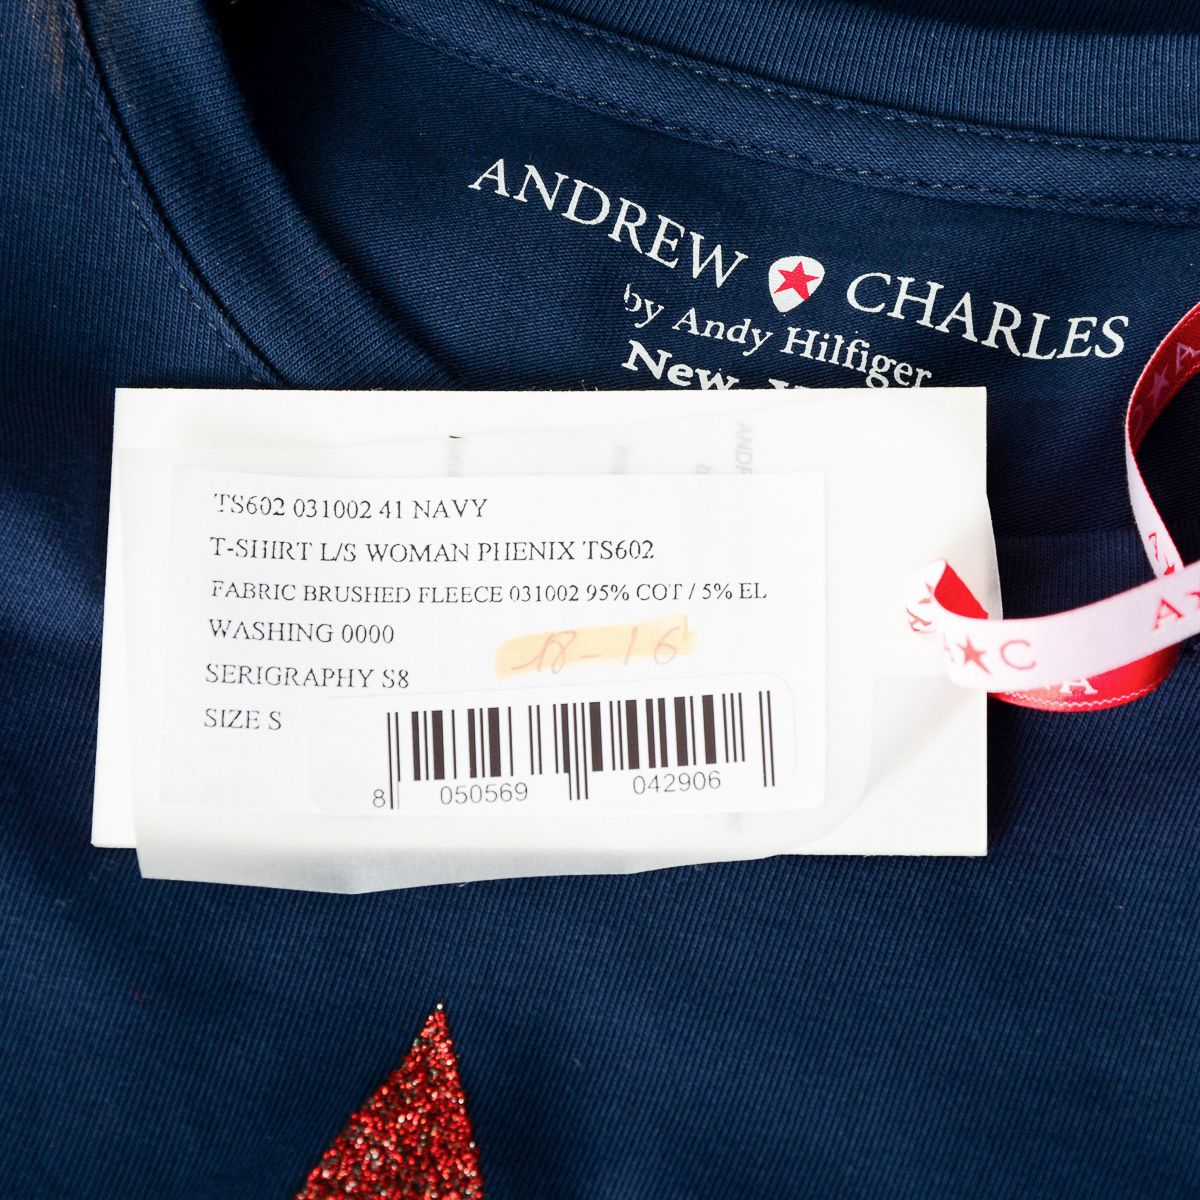 ANDREW CHARLES
by Andy Hilfiger
New
TS602 031002 41 NAVY
T-SHIRT L/S WOMAN PHENIX TS602
FABRIC BRUSHED FLEECE 031002 95% COT / 5% EL
WASHING 0000
18-16
SERIGRAPHY S8
SIZE S
8 050569 042906
A★C